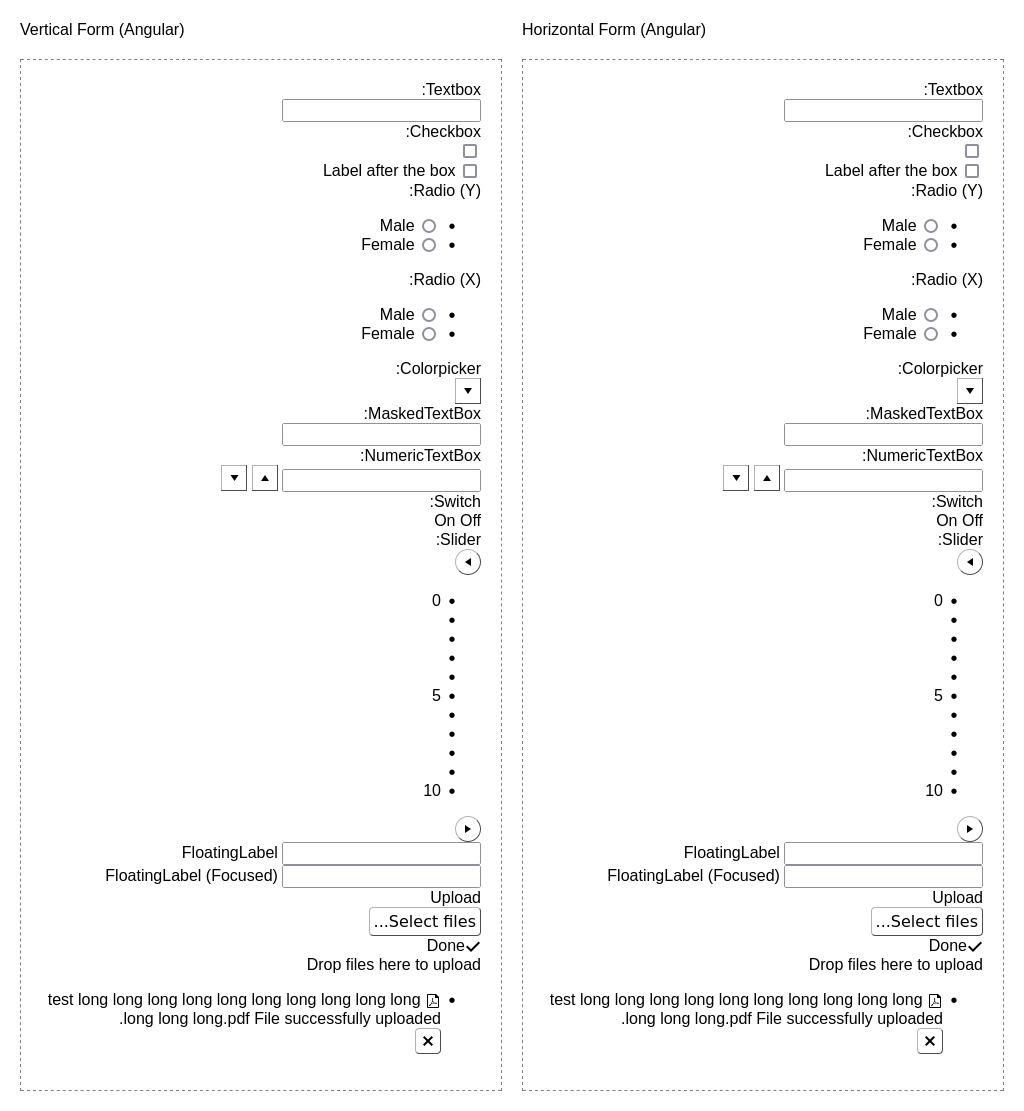 Vertical Form (Angular)
:Textbox
:Checkbox
Label after the box
:Radio (Y)
Male
Female
:Radio (X)
Male
Female
:Colorpicker
:MaskedTextBox
:NumericTextBox
:Switch
On Off
:Slider
0
5
10
FloatingLabel
FloatingLabel (Focused)
Upload
...Select files
Done
Drop files here to upload
test long long long long long long long long long long
.long long long.pdf File successfully uploaded
Horizontal Form (Angular)
:Textbox
:Checkbox
Label after the box
:Radio (Y)
Male
Female
:Radio (X)
Male
Female
:Colorpicker
:MaskedTextBox
:NumericTextBox
:Switch
On Off
:Slider
0
5
10
FloatingLabel
FloatingLabel (Focused)
Upload
...Select files
Done
Drop files here to upload
test long long long long long long long long long long
.long long long.pdf File successfully uploaded